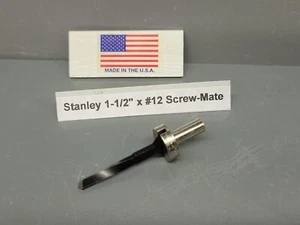 MADE IN THE U.S.A.
Stanley 1-1/2" x #12 Screw-Mate